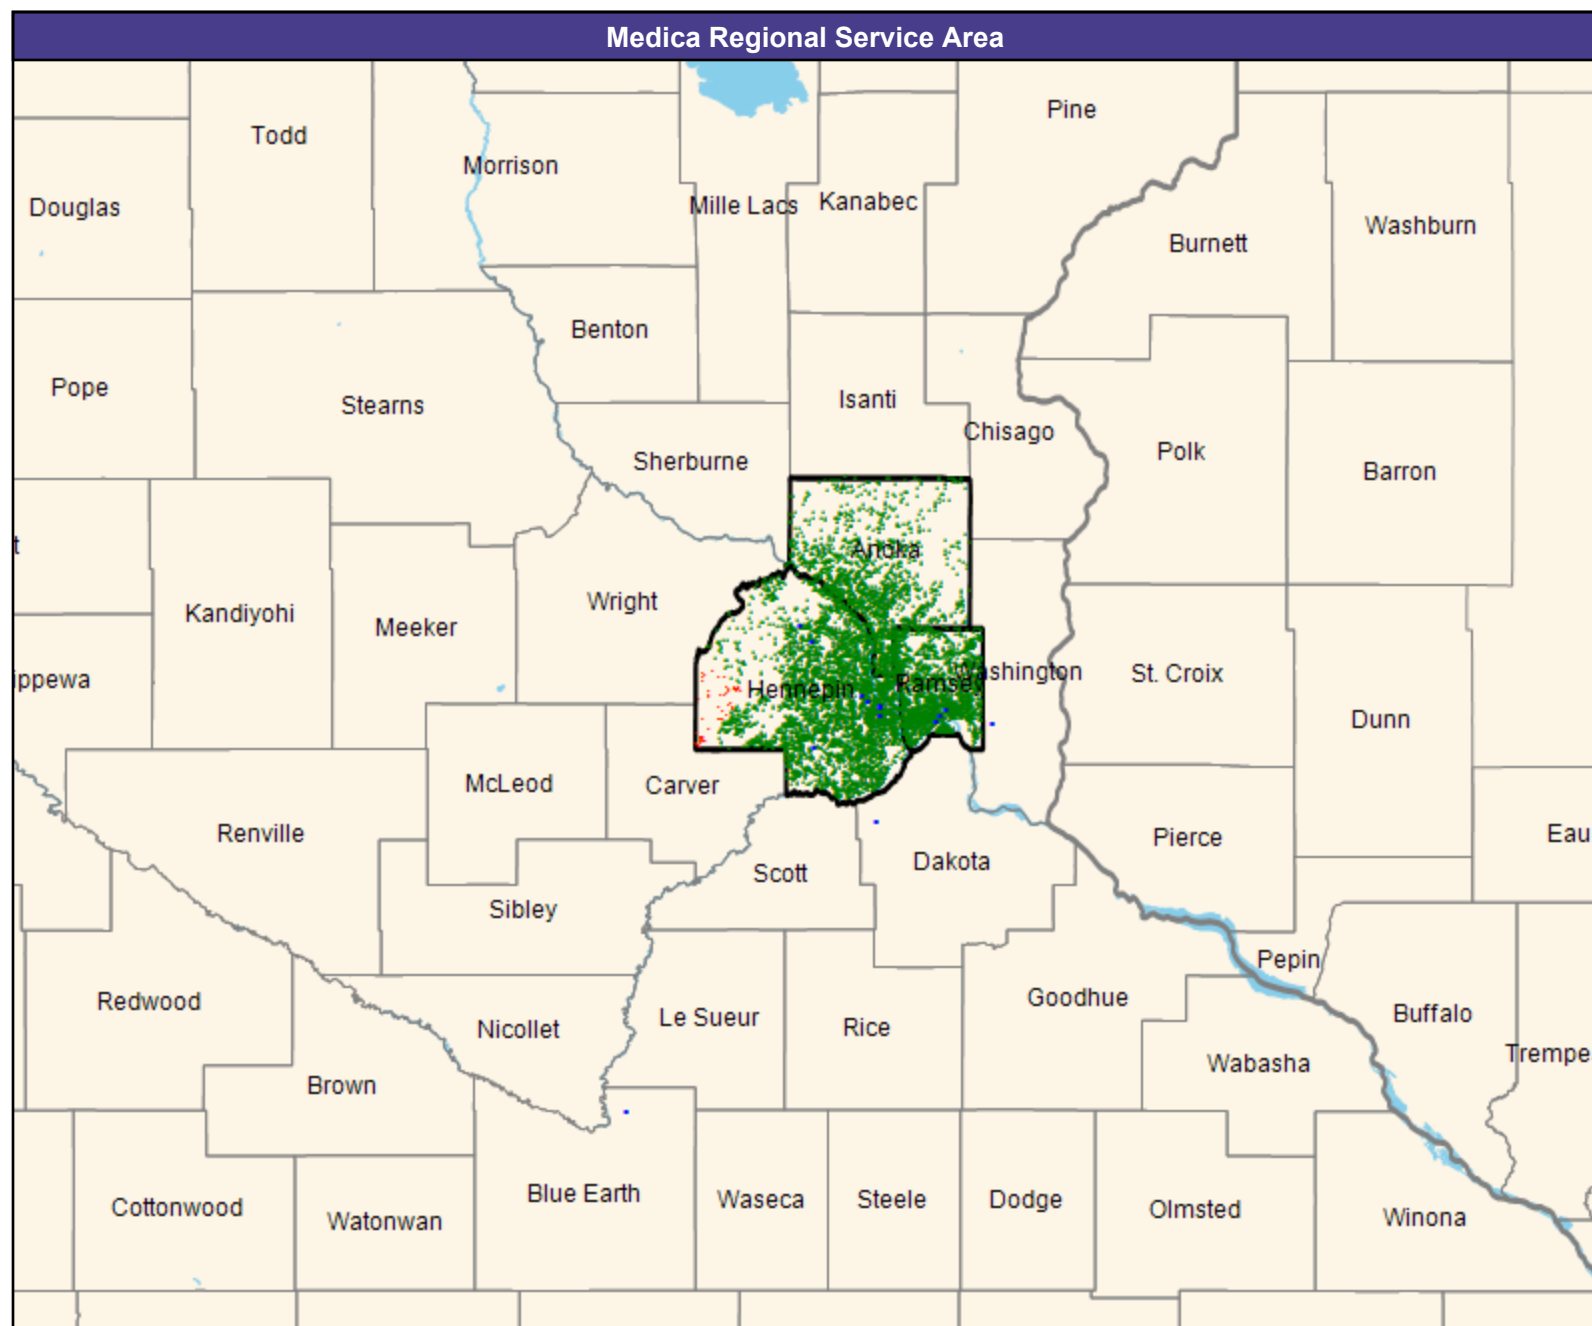 Medica Regional Service Area
Pine
Todd
Morrison
Mille Lacs
Kanabec
Douglas
Washburn
Burnett
Benton
Pope
Stearns
Isanti
Chisago
Sherburne
Polk
Barron
t
Anoka
Wright
Kandiyohi
Meeker
ippewa
Hennepin
Ramsey
Washington
St. Croix
Dunn
McLeod
Carver
Renville
Pierce
Eau
Scott
Dakota
Sibley
Pepin
Redwood
Goodhue
Nicollet
Le Sueur
Rice
Buffalo
Trempe
Wabasha
Brown
Blue Earth
Waseca
Steele
Dodge
Olmsted
Cottonwood
Watonwan
Winona